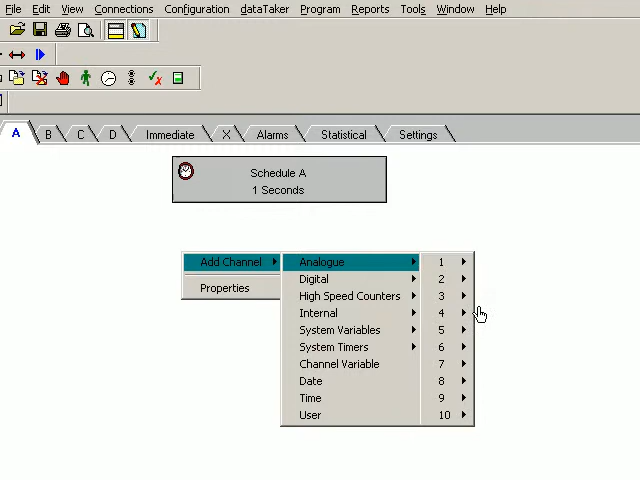 File Edit View Connections Configuration dataTaker Program Reports Tools Window Help
A B C D Immediate X Alarms Statistical Settings
Schedule A
1 Seconds
Add Channel
Properties
Analogue
Digital
High Speed Counters
Internal
System Variables
System Timers
Channel Variable
Date
Time
User
1
2
3
4
5
6
7
8
9
10